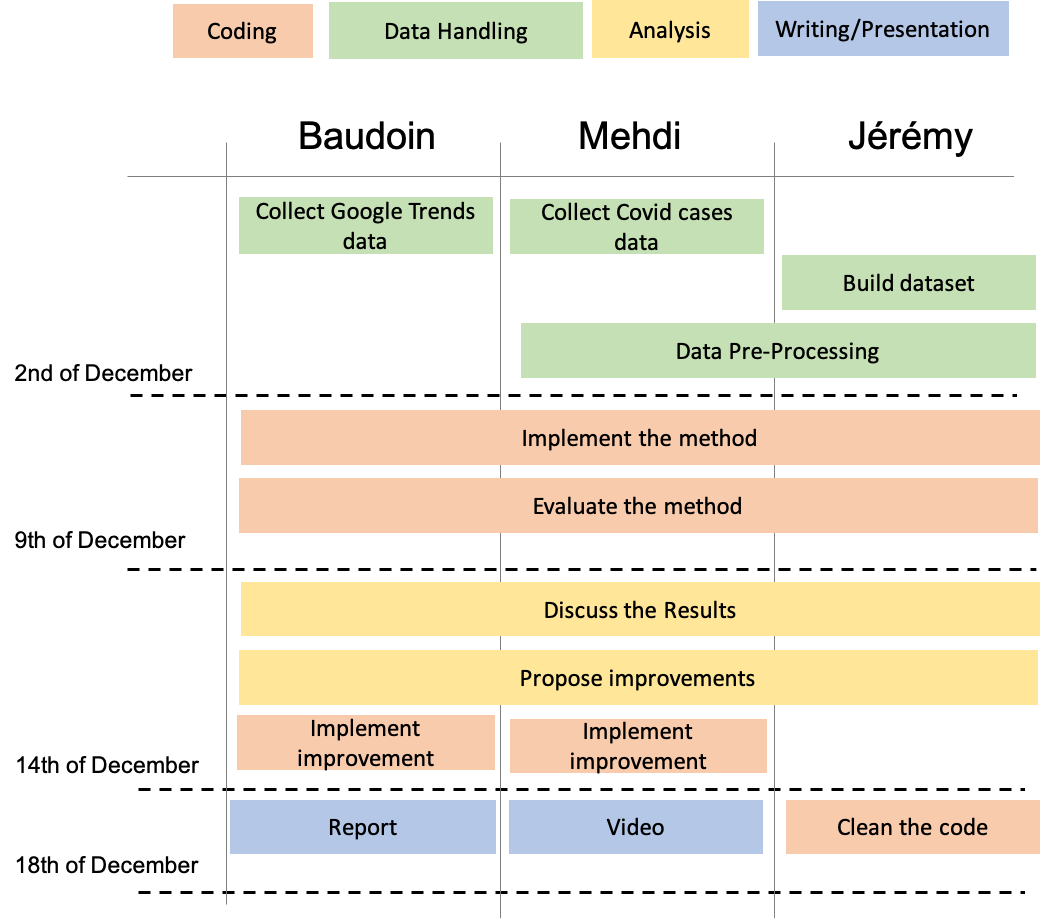 Coding
Data Handling
Analysis
Writing/Presentation
Baudoin
Mehdi
Jérémy
Collect Google Trends
data
Collect Covid cases
data
Build dataset
Data Pre-Processing
2nd of December
Implement the method
Evaluate the method
9th of December
Discuss the Results
Propose improvements
Implement
improvement
Implement
improvement
14th of December
Report
Video
Clean the code
18th of December